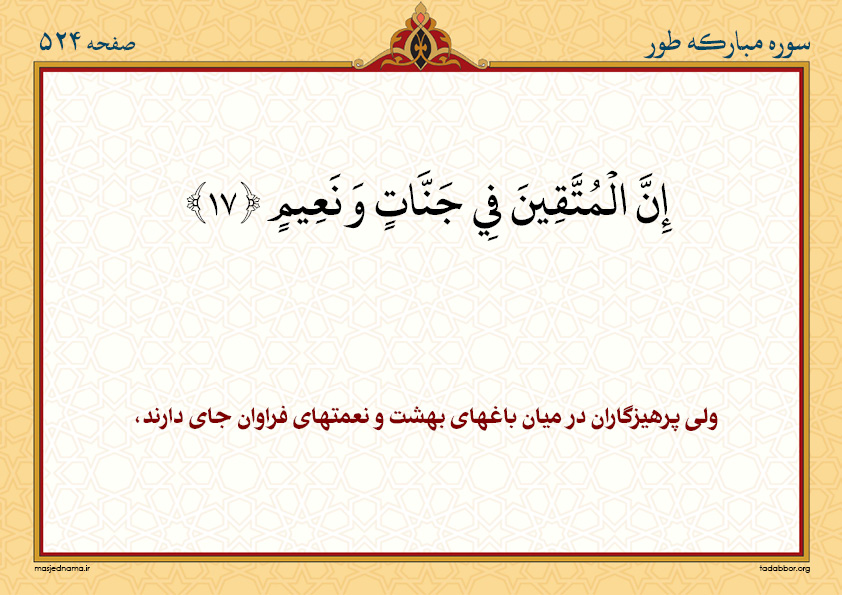 سوره مبارکه طور
صفحه ۵۲۴
إِنَّ الْمُتَّقِينَ فِي جَنَّاتٍ وَ نَعِيمٍ ﴿۱۷﴾
ولی پرهیزگاران در میان باغهای بهشت و نعمتهای فراوان جای دارند،
masjednama.ir
tadabbor.org